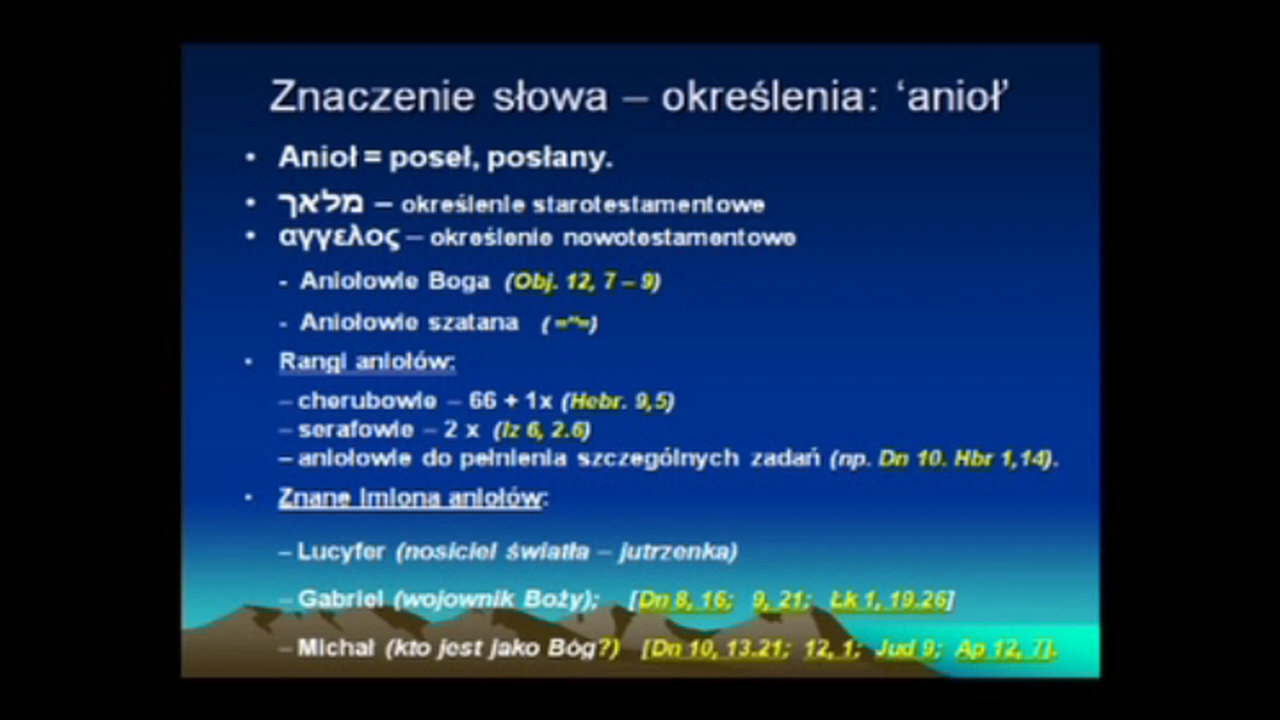 Znaczenie słowa – określenia: ‘anioł’
• Anioł = poseł, posłany.
• מלאך – określenie starotestamentowe
• αγγελος – określenie nowotestamentowe
- Aniołowie Boga (Obj. 12, 7 – 9)
- Aniołowie szatana (=”=)
• Rangi aniołów:
– cherubowie – 66 + 1x (Hebr. 9,5)
– serafowie – 2 x (Iz 6, 2.6)
– aniołowie do pełnienia szczególnych zadań (np. Dn 10. Hbr 1,14).
• Znane imiona aniołów:
– Lucyfer (nosiciel światła – jutrzenka)
– Gabriel (wojownik Boży); [Dn 8, 16; 9, 21; Łk 1, 19.26]
– Michał (kto jest jako Bóg?) [Dn 10, 13.21; 12, 1; Jud 9; Ap 12, 7].